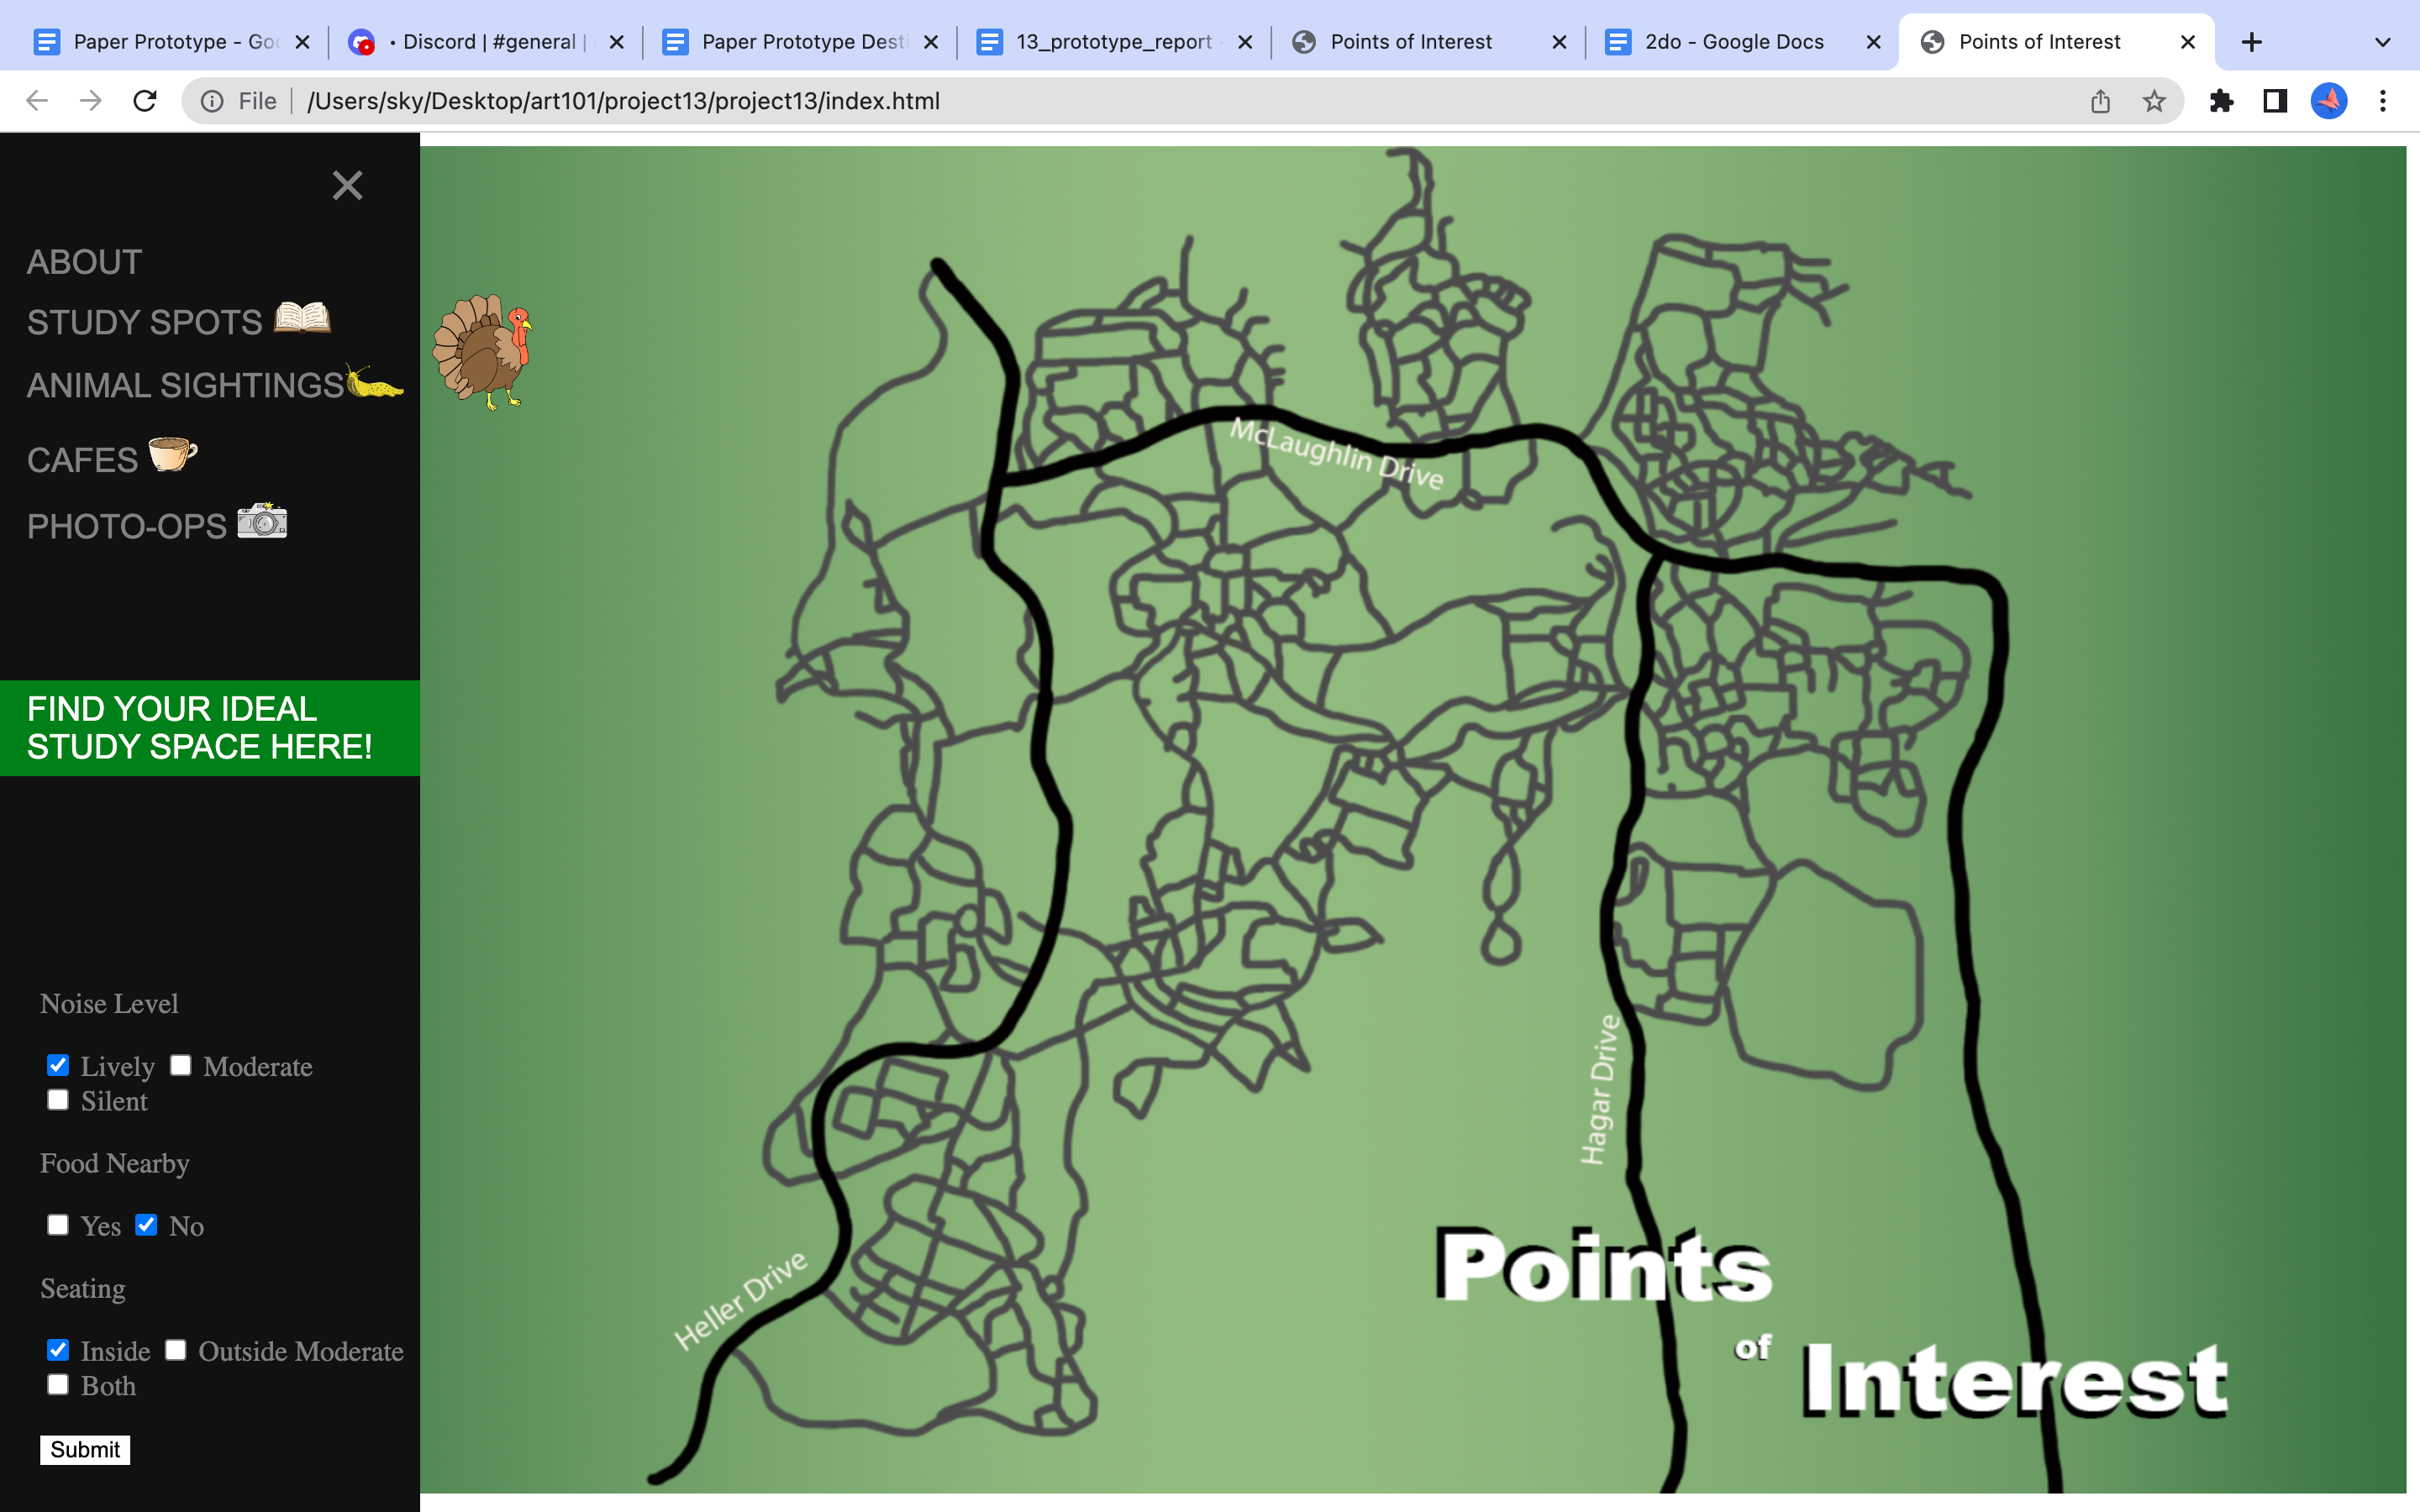 Paper Prototype - Goo
• Discord | #general |
Paper Prototype Desti
13_prototype_report -
Points of Interest
2do - Google Docs
Points of Interest
File
/Users/sky/Desktop/art101/project13/project13/index.html
ABOUT
STUDY SPOTS
ANIMAL SIGHTINGS
CAFES
PHOTO-OPS
FIND YOUR IDEAL
STUDY SPACE HERE!
Noise Level
Lively Moderate
Silent
Food Nearby
Yes No
Seating
Inside Outside Moderate
Both
Submit
McLaughlin Drive
Hagar Drive
Heller Drive
Points
of
Interest